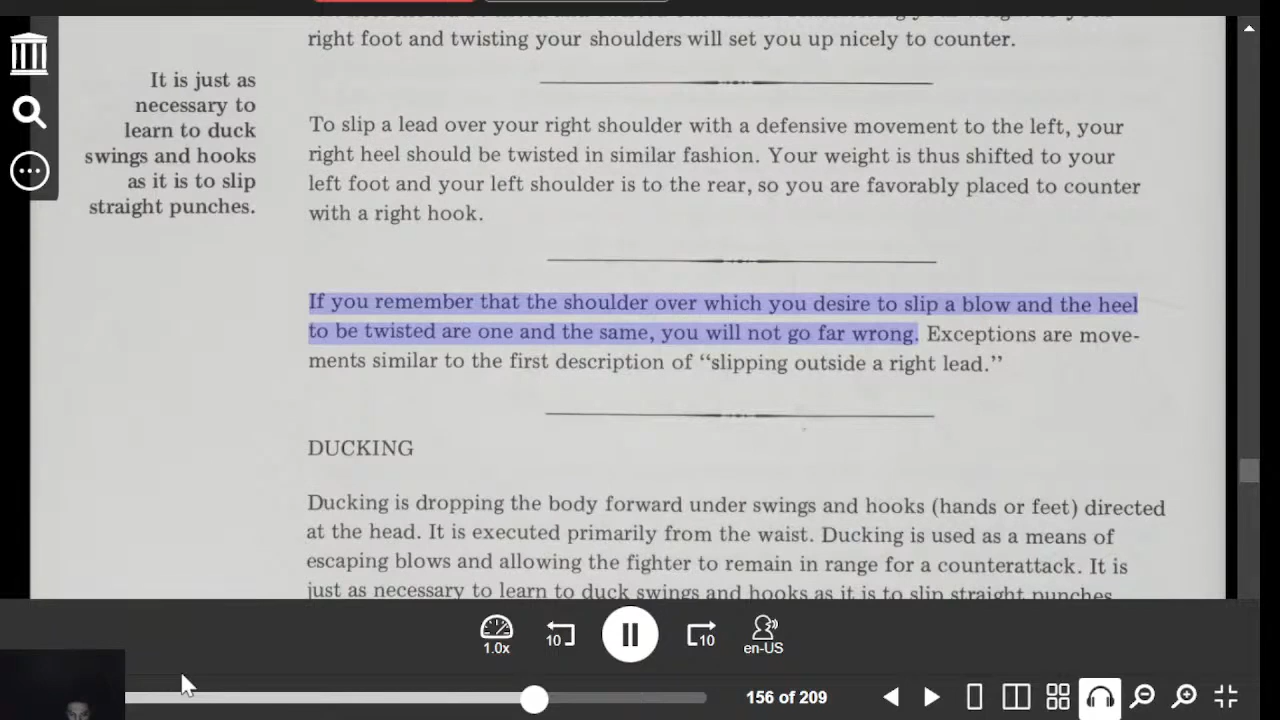 right foot and twisting your shoulders will set you up nicely to counter.
It is just as
necessary to
learn to duck
swings and hooks
as it is to slip
straight punches.
To slip a lead over your right shoulder with a defensive movement to the left, your
right heel should be twisted in similar fashion. Your weight is thus shifted to your
left foot and your left shoulder is to the rear, so you are favorably placed to counter
with a right hook.
If you remember that the shoulder over which you desire to slip a blow and the heel
to be twisted are one and the same, you will not go far wrong. Exceptions are move-
ments similar to the first description of “slipping outside a right lead.”
DUCKING
Ducking is dropping the body forward under swings and hooks (hands or feet) directed
at the head. It is executed primarily from the waist. Ducking is used as a means of
escaping blows and allowing the fighter to remain in range for a counterattack. It is
just as necessary to learn to duck swings and hooks as it is to slip straight punches
10
10
1.0x
en-US
156 of 209